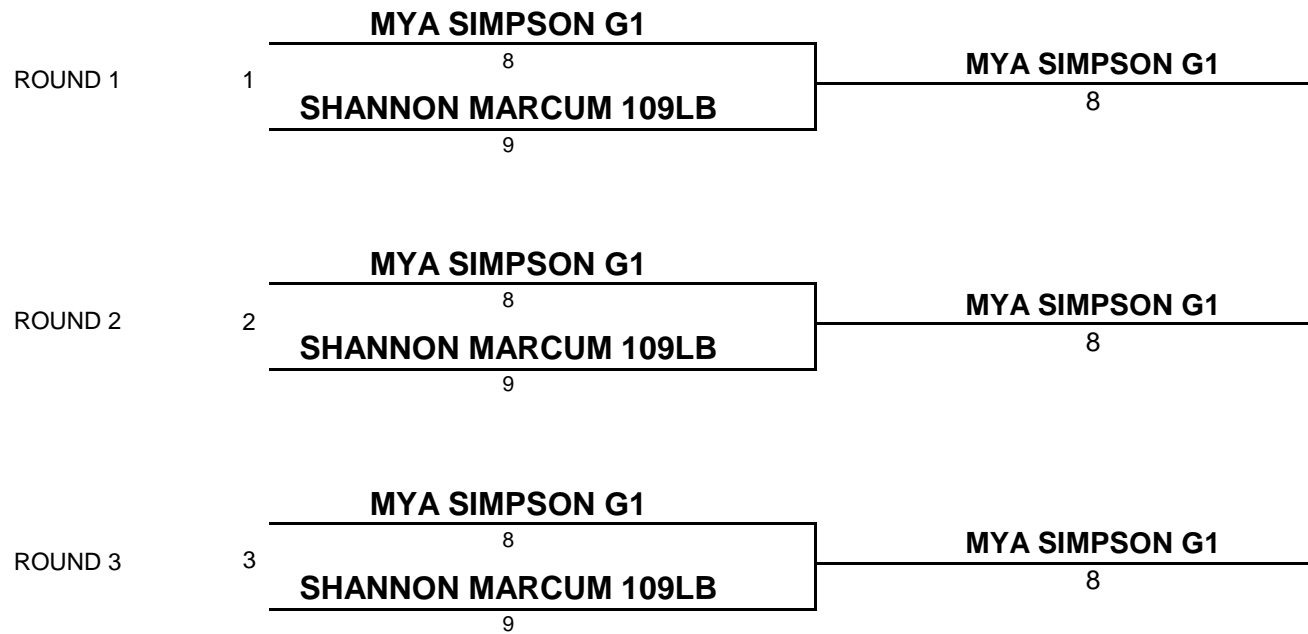 MYA SIMPSON G1
8
MYA SIMPSON G1
ROUND 1
1
8
SHANNON MARCUM 109LB
9
MYA SIMPSON G1
8
MYA SIMPSON G1
ROUND 2
2
8
SHANNON MARCUM 109LB
9
MYA SIMPSON G1
8
MYA SIMPSON G1
ROUND 3
3
8
SHANNON MARCUM 109LB
9